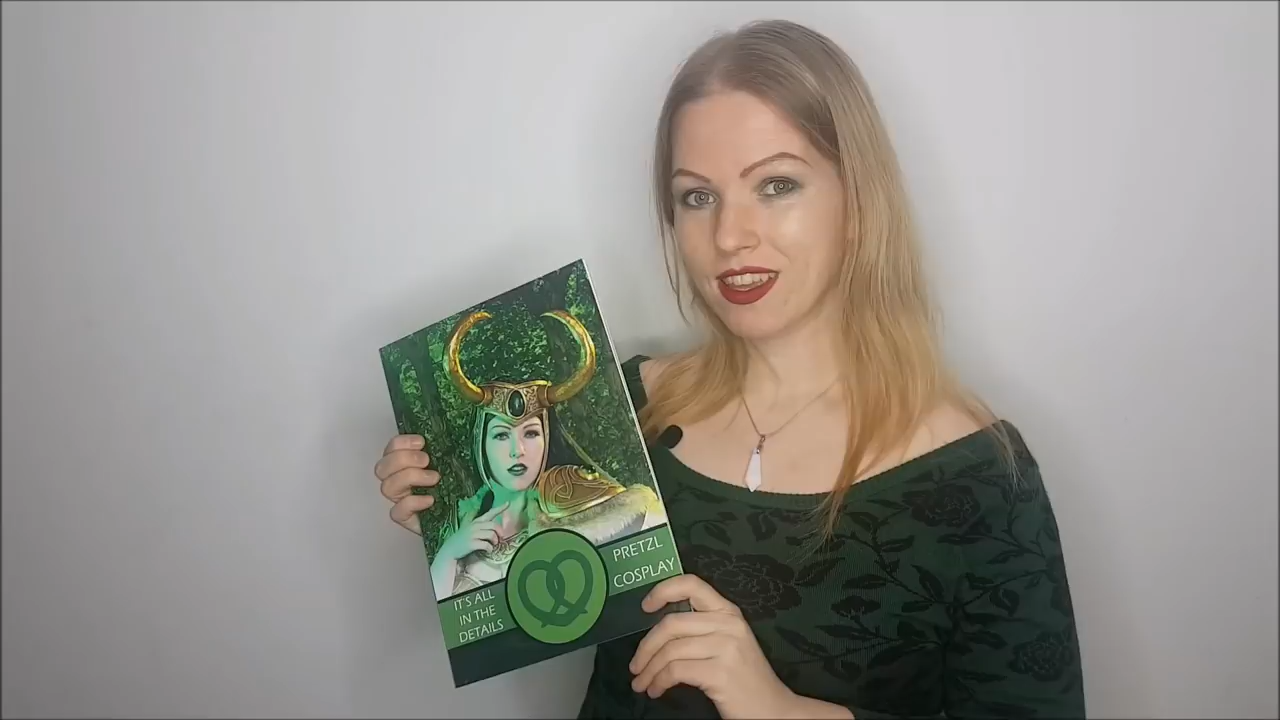 IT'S ALL
IN THE
DETAILS
PRETZL
COSPLAY